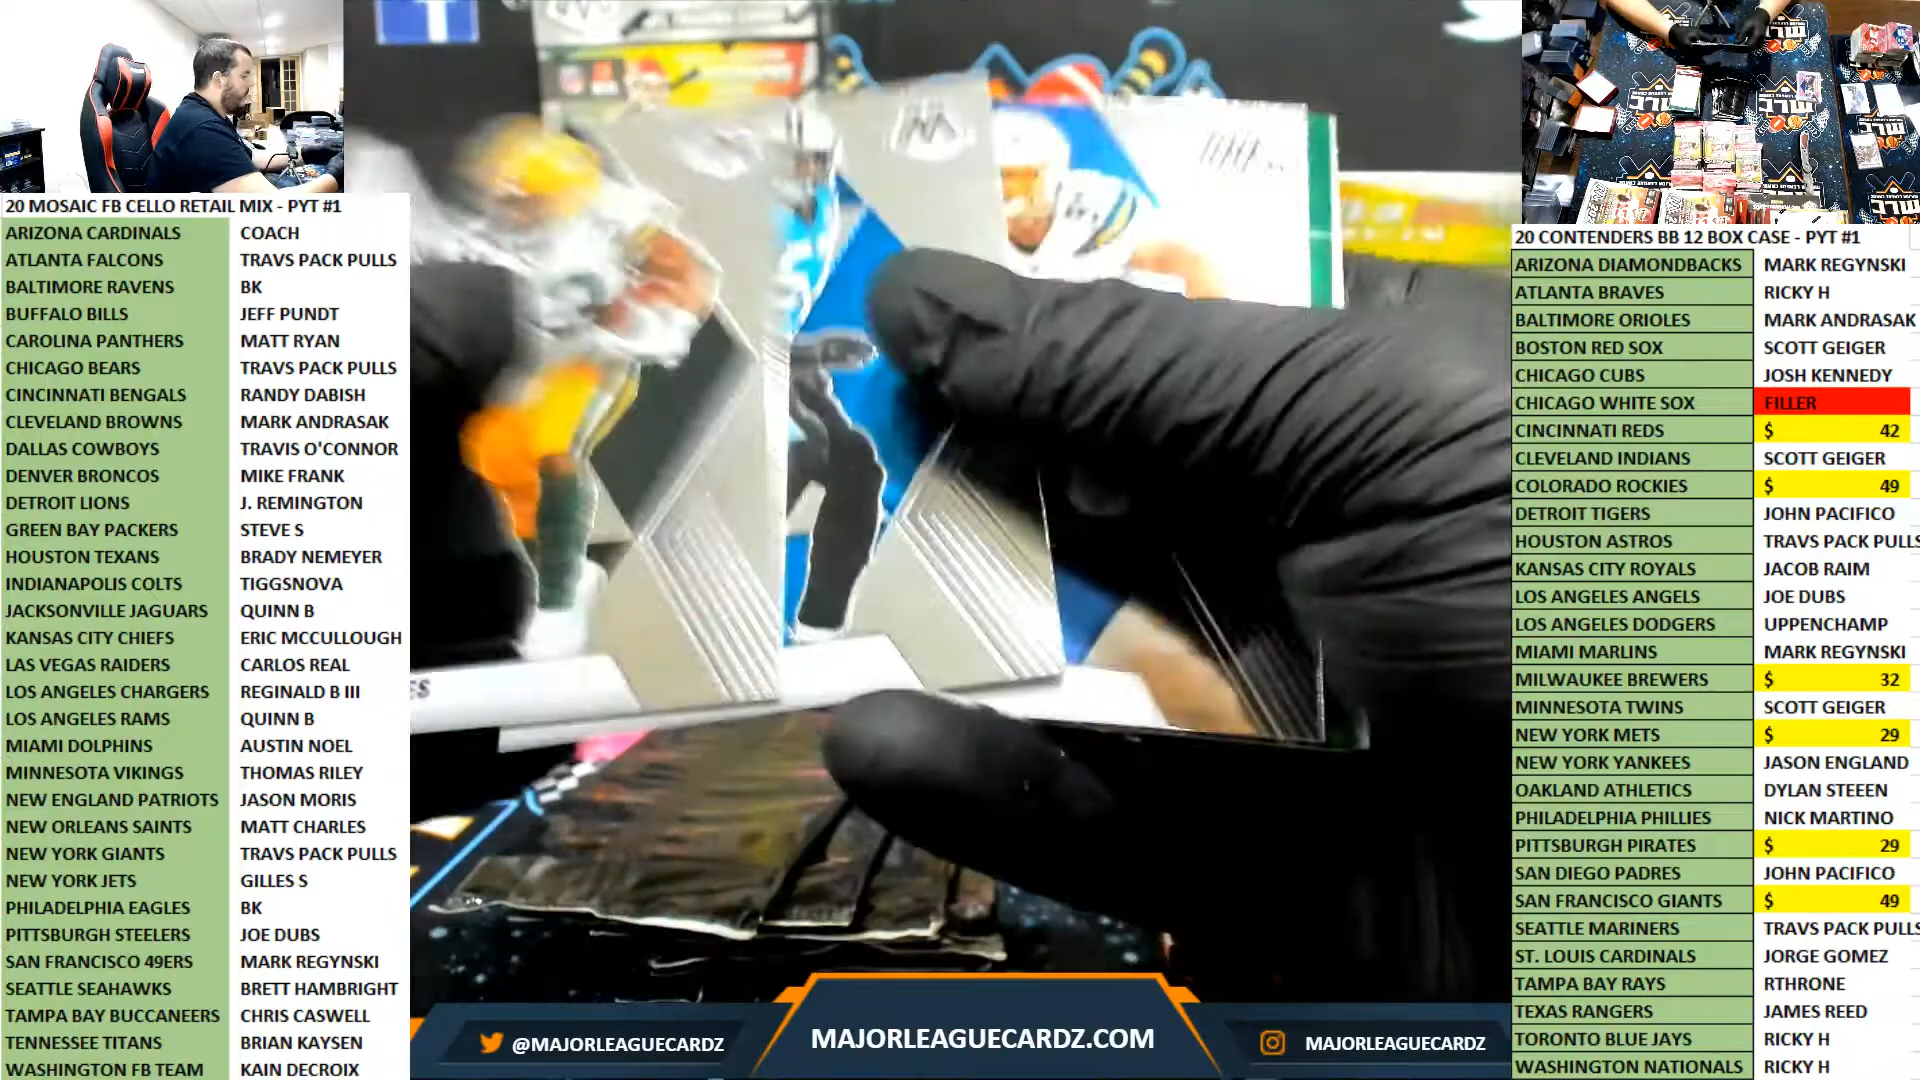 20 MOSAIC FB CELLO RETAIL MIX - PYT #1
ARIZONA CARDINALS COACH
ATLANTA FALCONS TRAVS PACK PULLS
BALTIMORE RAVENS BK
BUFFALO BILLS JEFF PUNDT
CAROLINA PANTHERS MATT RYAN
CHICAGO BEARS TRAVS PACK PULLS
CINCINNATI BENGALS RANDY DABISH
CLEVELAND BROWNS MARK ANDRASAK
DALLAS COWBOYS TRAVIS O'CONNOR
DENVER BRONCOS MIKE FRANK
DETROIT LIONS J. REMINGTON
GREEN BAY PACKERS STEVE S
HOUSTON TEXANS BRADY NEMEYER
INDIANAPOLIS COLTS TIGGSNOVA
JACKSONVILLE JAGUARS QUINN B
KANSAS CITY CHIEFS ERIC MCCULLOUGH
LAS VEGAS RAIDERS CARLOS REAL
LOS ANGELES CHARGERS REGINALD B III
LOS ANGELES RAMS QUINN B
MIAMI DOLPHINS AUSTIN NOEL
MINNESOTA VIKINGS THOMAS RILEY
NEW ENGLAND PATRIOTS JASON MORIS
NEW ORLEANS SAINTS MATT CHARLES
NEW YORK GIANTS TRAVS PACK PULLS
NEW YORK JETS GILLES S
PHILADELPHIA EAGLES BK
PITTSBURGH STEELERS JOE DUBS
SAN FRANCISCO 49ERS MARK REGYNSKI
SEATTLE SEAHAWKS BRETT HAMBRIGHT
TAMPA BAY BUCCANEERS CHRIS CASWELL
TENNESSEE TITANS BRIAN KAYSEN
WASHINGTON FB TEAM KAIN DECROIX
@MAJORLEAGUECARDZ
MAJORLEAGUECARDZ.COM
MAJORLEAGUECARDZ
20 CONTENDERS BB 12 BOX CASE - PYT #1
ARIZONA DIAMONDBACKS MARK REGYNSKI
ATLANTA BRAVES RICKY H
BALTIMORE ORIOLES MARK ANDRASAK
BOSTON RED SOX SCOTT GEIGER
CHICAGO CUBS JOSH KENNEDY
CHICAGO WHITE SOX FILLER
CINCINNATI REDS $ 42
CLEVELAND INDIANS SCOTT GEIGER
COLORADO ROCKIES $ 49
DETROIT TIGERS JOHN PACIFICO
HOUSTON ASTROS TRAVS PACK PULLS
KANSAS CITY ROYALS JACOB RAIM
LOS ANGELES ANGELS JOE DUBS
LOS ANGELES DODGERS UPPENCHAMP
MIAMI MARLINS MARK REGYNSKI
MILWAUKEE BREWERS $ 32
MINNESOTA TWINS SCOTT GEIGER
NEW YORK METS $ 29
NEW YORK YANKEES JASON ENGLAND
OAKLAND ATHLETICS DYLAN STEEEN
PHILADELPHIA PHILLIES NICK MARTINO
PITTSBURGH PIRATES $ 29
SAN DIEGO PADRES JOHN PACIFICO
SAN FRANCISCO GIANTS $ 49
SEATTLE MARINERS TRAVS PACK PULLS
ST. LOUIS CARDINALS JORGE GOMEZ
TAMPA BAY RAYS RTHRONE
TEXAS RANGERS JAMES REED
TORONTO BLUE JAYS RICKY H
WASHINGTON NATIONALS RICKY H